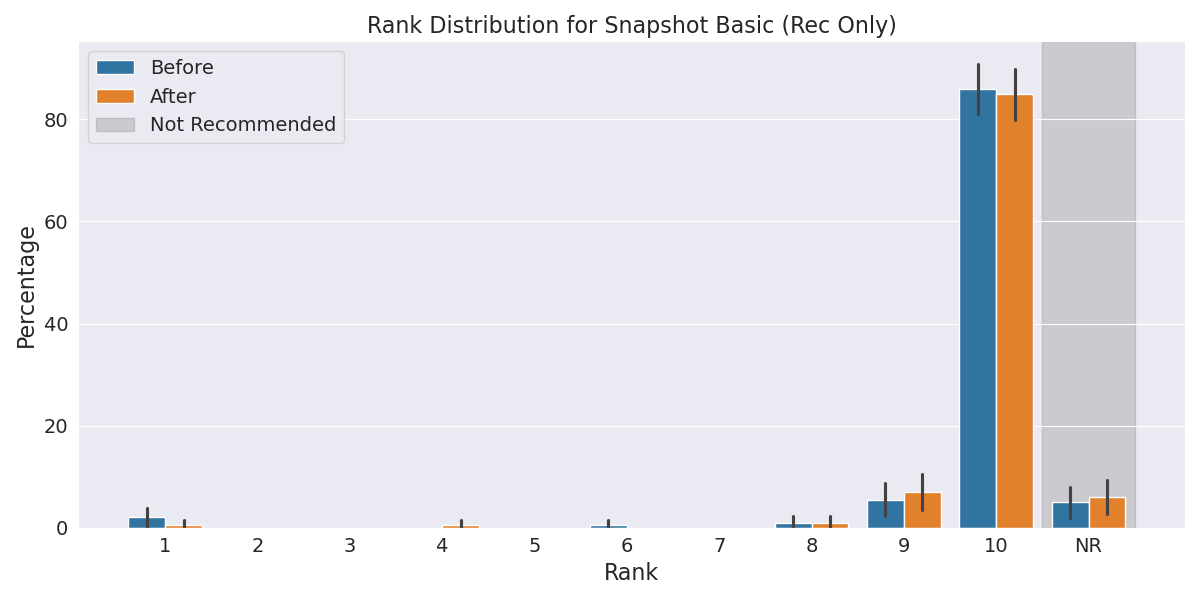 Rank Distribution for Snapshot Basic (Rec Only)
Before
After
Not Recommended
Percentage
80
60
40
20
0
1 2 3 4 5 6 7 8 9 10 NR
Rank